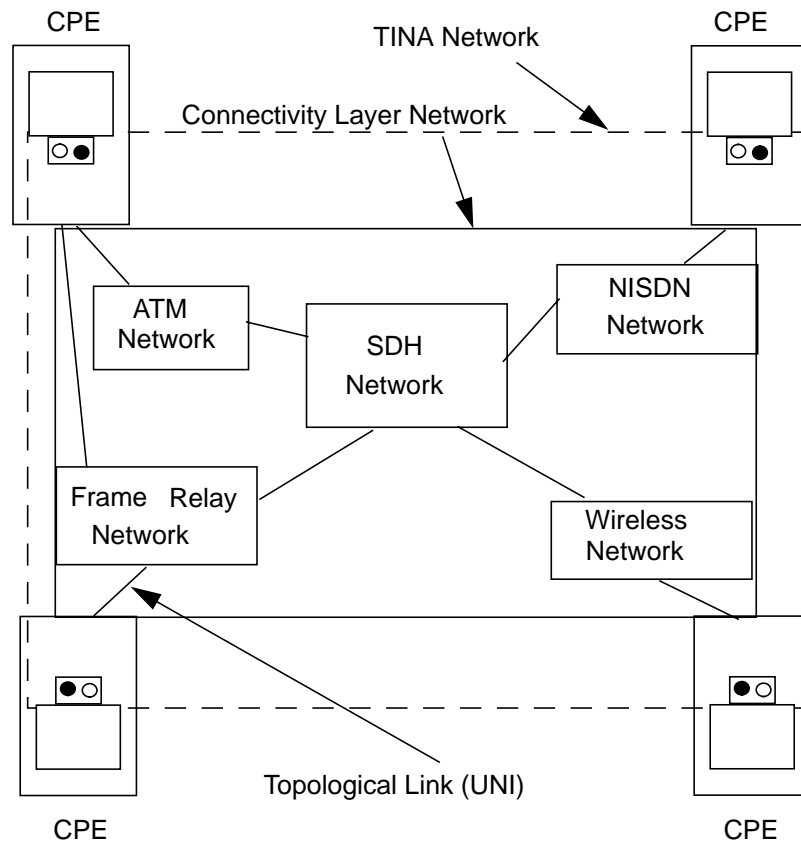 CPE
TINA Network
CPE
Connectivity Layer Network
ATM
Network
SDH
Network
NISDN
Network
Frame Relay
Network
Wireless
Network
Topological Link (UNI)
CPE
CPE